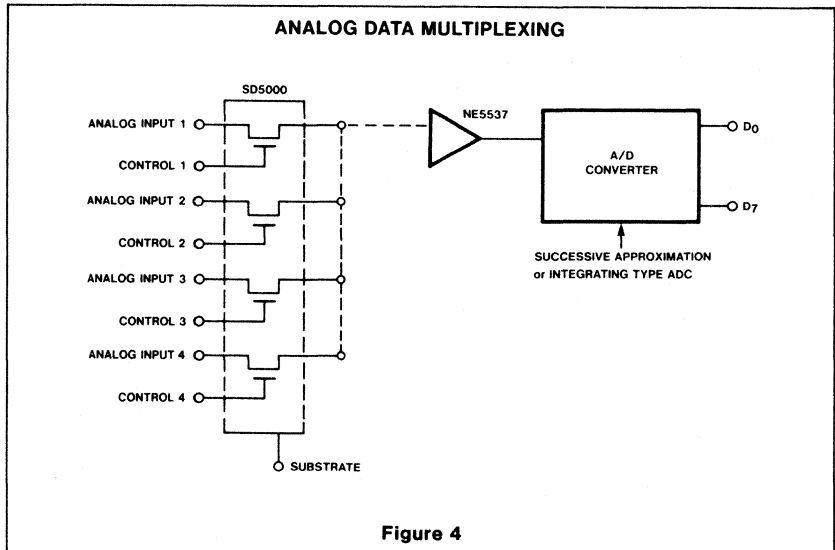 ANALOG DATA MULTIPLEXING
SD5000
ANALOG INPUT 1
CONTROL 1
ANALOG INPUT 2
CONTROL 2
ANALOG INPUT 3
CONTROL 3
ANALOG INPUT 4
CONTROL 4
SUBSTRATE
NE5537
A/D
CONVERTER
D0
D7
SUCCESSIVE APPROXIMATION
or INTEGRATING TYPE ADC
Figure 4